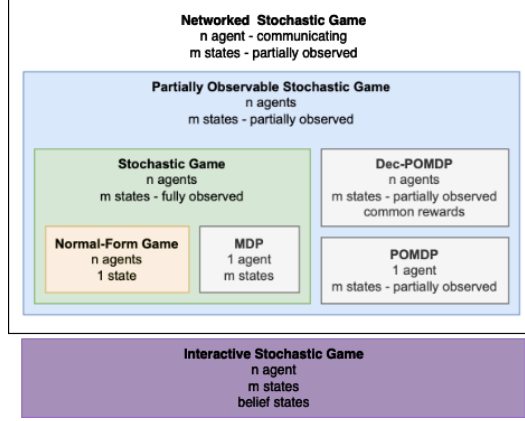 Networked Stochastic Game
n agent - communicating
m states - partially observed
Partially Observable Stochastic Game
n agents
m states - partially observed
Stochastic Game
n agents
m states - fully observed
Normal-Form Game
n agents
1 state
MDP
1 agent
m states
Dec-POMDP
n agents
m states - partially observed
common rewards
POMDP
1 agent
m states - partially observed
Interactive Stochastic Game
n agent
m states
belief states